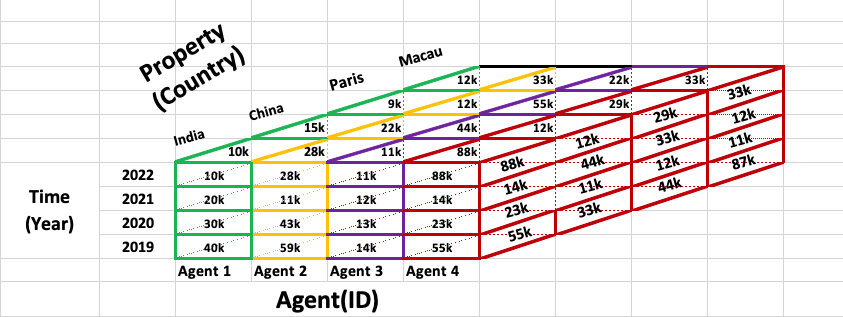 Property
(Country)
Macau
Paris
China
India
12k 33k 22k 33k
9k 12k 55k 29k
15k 22k 44k 12k
10k 28k 11k 88k
33k
29k 12k
12k 33k 11k
88k 44k 12k 87k
14k 11k 44k
23k 33k
55k
Time
(Year)
2022 10k 28k 11k 88k
2021 20k 11k 12k 14k
2020 30k 43k 13k 23k
2019 40k 59k 14k 55k
Agent 1 Agent 2 Agent 3 Agent 4
Agent(ID)